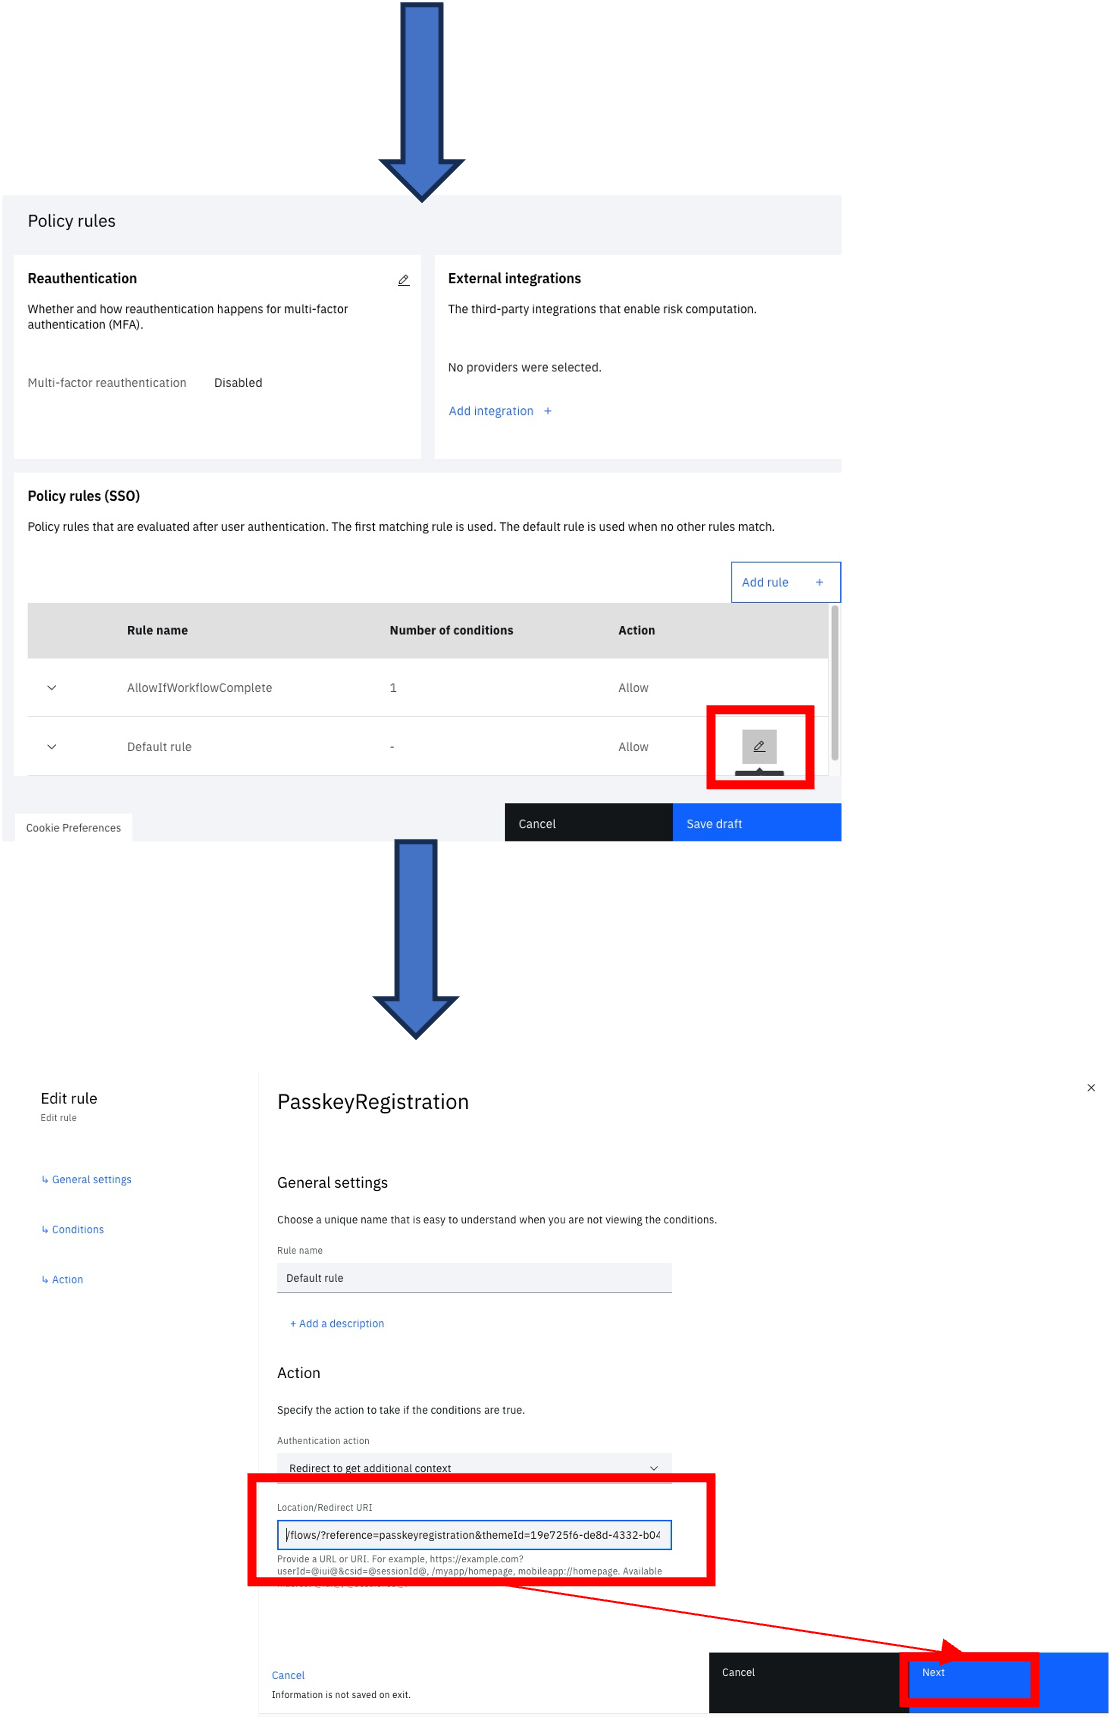 Policy rules
Reauthentication
Whether and how reauthentication happens for multi-factor
authentication (MFA).
Multi-factor reauthentication Disabled
External integrations
The third-party integrations that enable risk computation.
No providers were selected.
Add integration +
Policy rules (SSO)
Policy rules that are evaluated after user authentication. The first matching rule is used. The default rule is used when no other rules match.
Add rule +
Rule name Number of conditions Action
AllowIfWorkflowComplete 1 Allow
Default rule - Allow
Cookie Preferences
Cancel
Save draft
Edit rule
Edit rule
↳ General settings
↳ Conditions
↳ Action
PasskeyRegistration
General settings
Choose a unique name that is easy to understand when you are not viewing the conditions.
Rule name
Default rule
+ Add a description
Action
Specify the action to take if the conditions are true.
Authentication action
Redirect to get additional context
Location/Redirect URI
/flows/?reference=passkeyregistration&themeId=19e725f6-de8d-4332-b04
Provide a URL or URI. For example, https://example.com?
userId=@iui@&csid=@sessionId@, /myapp/homepage, mobileapp://homepage. Available
Cancel
Information is not saved on exit.
Cancel
Next